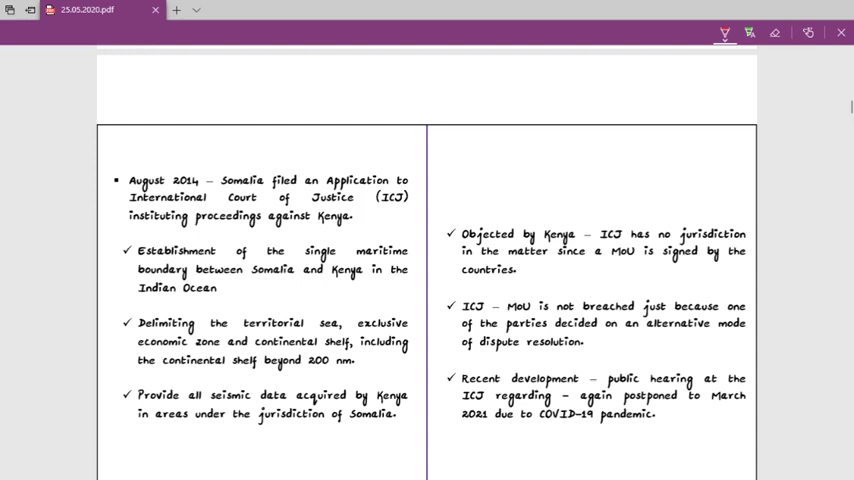 25.05.2020.pdf
▪ August 2014 – Somalia filed an Application to
International Court of Justice (ICJ)
instituting proceedings against Kenya.
✓ Establishment of the single maritime
boundary between Somalia and Kenya in the
Indian Ocean
✓ Delimiting the territorial sea, exclusive
economic zone and continental shelf, including
the continental shelf beyond 200 nm.
✓ Provide all seismic data acquired by Kenya
in areas under the jurisdiction of Somalia.
✓ Objected by Kenya – ICJ has no jurisdiction
in the matter since a MoU is signed by the
countries.
✓ ICJ – MoU is not breached just because one
of the parties decided on an alternative mode
of dispute resolution.
✓ Recent development – public hearing at the
ICJ regarding - again postponed to March
2021 due to COVID-19 pandemic.